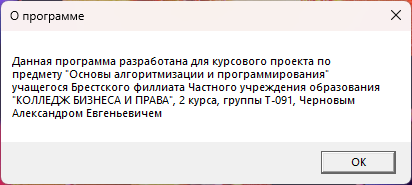 О программе
Данная программа разработана для курсового проекта по
предмету "Основы алгоритмизации и программирования"
учащегося Брестского филлиата Частного учреждения образования
"КОЛЛЕДЖ БИЗНЕСА И ПРАВА", 2 курса, группы Т-091, Черновым
Александром Евгеньевичем
ОК